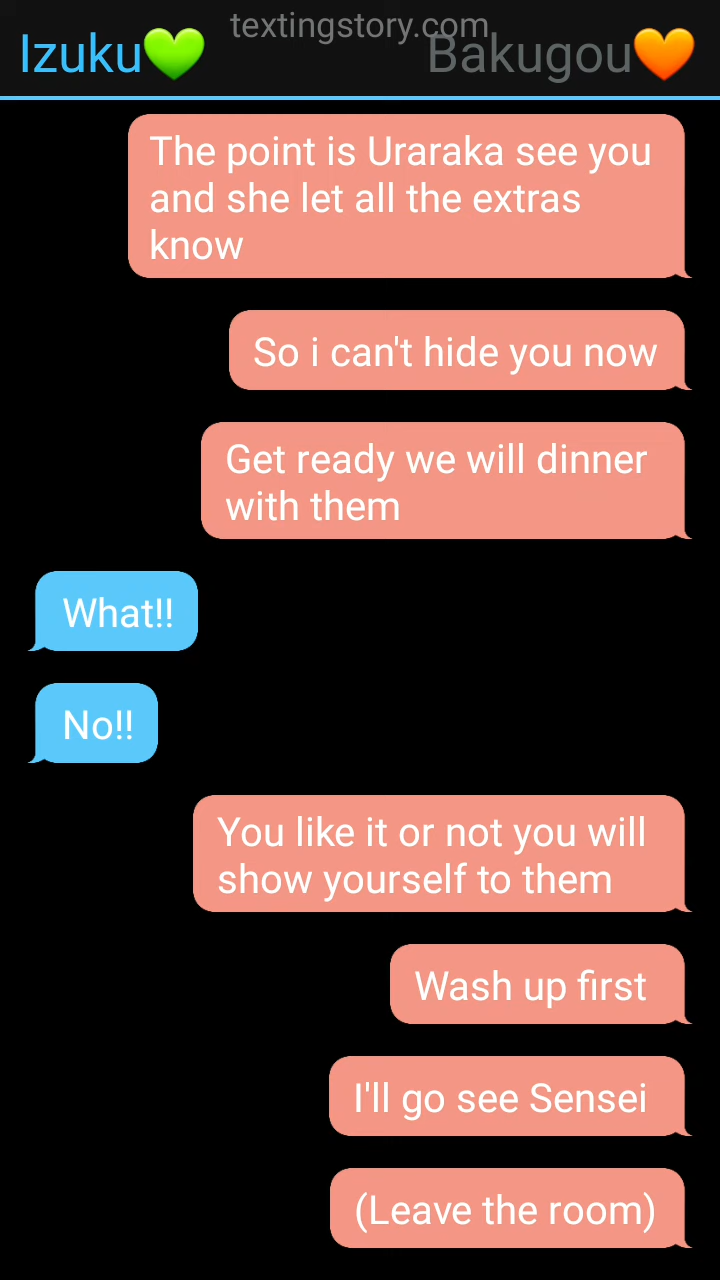 textingstory.com
Izuku💚 Bakugou🧡
The point is Uraraka see you
and she let all the extras
know
So i can't hide you now
Get ready we will dinner
with them
What!!
No!!
You like it or not you will
show yourself to them
Wash up first
I'll go see Sensei
(Leave the room)